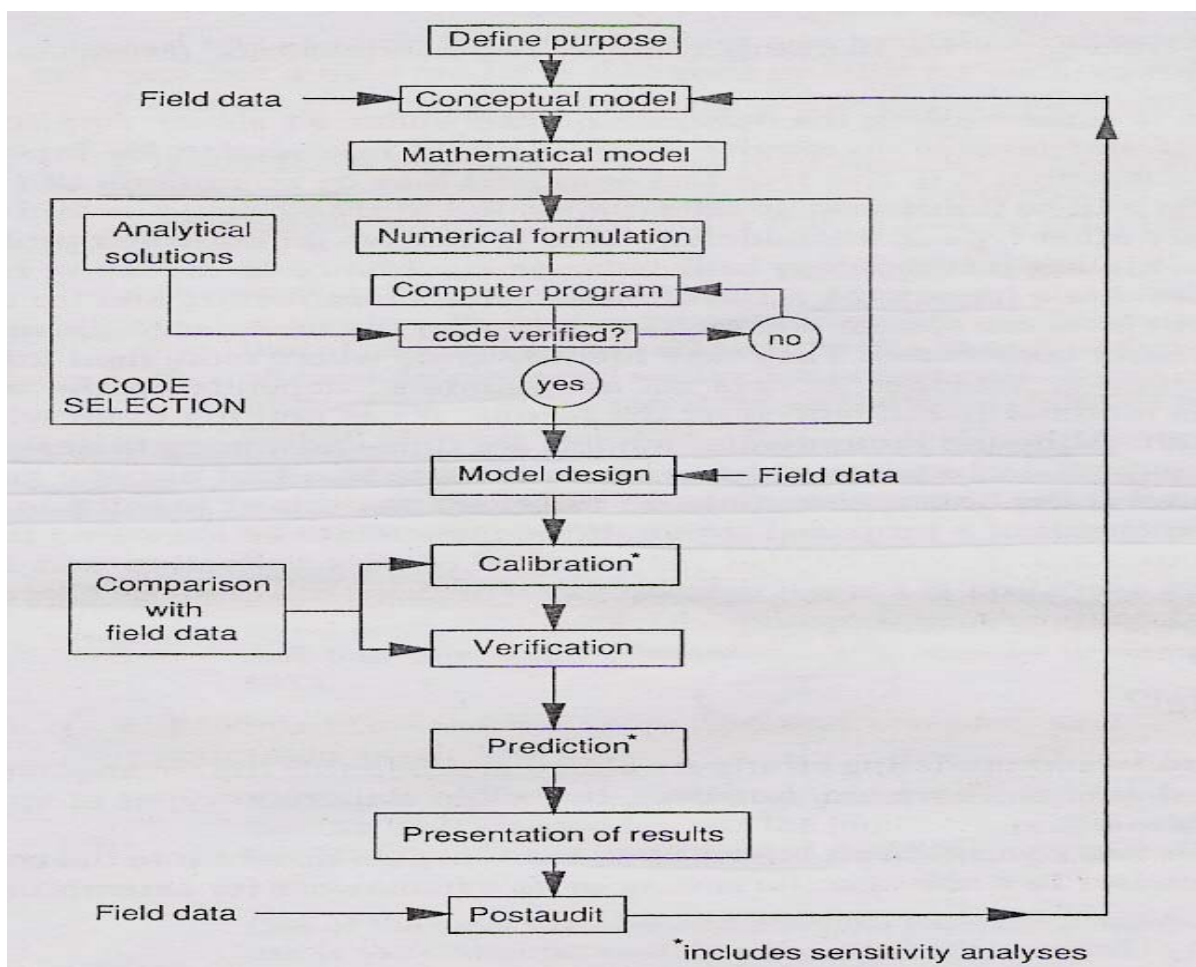 Define purpose
Field data
Conceptual model
Mathematical model
Analytical
solutions
Numerical formulation
Computer program
code verified?
no
yes
CODE
SELECTION
Model design
Field data
Calibration*
Comparison
with
field data
Verification
Prediction*
Presentation of results
Field data
Postaudit
*includes sensitivity analyses